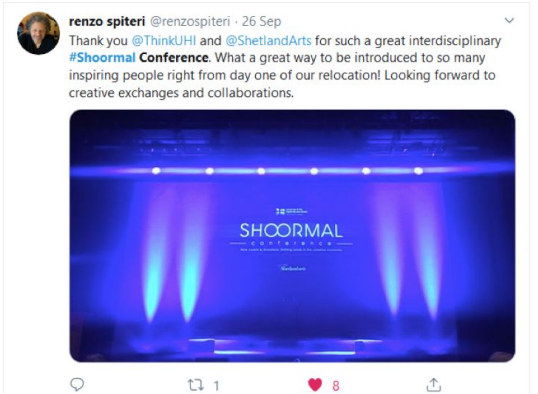 renzo spiteri @renzospiteri · 26 Sep
Thank you @ThinkUHI and @ShetlandArts for such a great interdisciplinary
#Shoormal Conference. What a great way to be introduced to so many
inspiring people right from day one of our relocation! Looking forward to
creative exchanges and collaborations.
SHOORMAL
conference
1
8